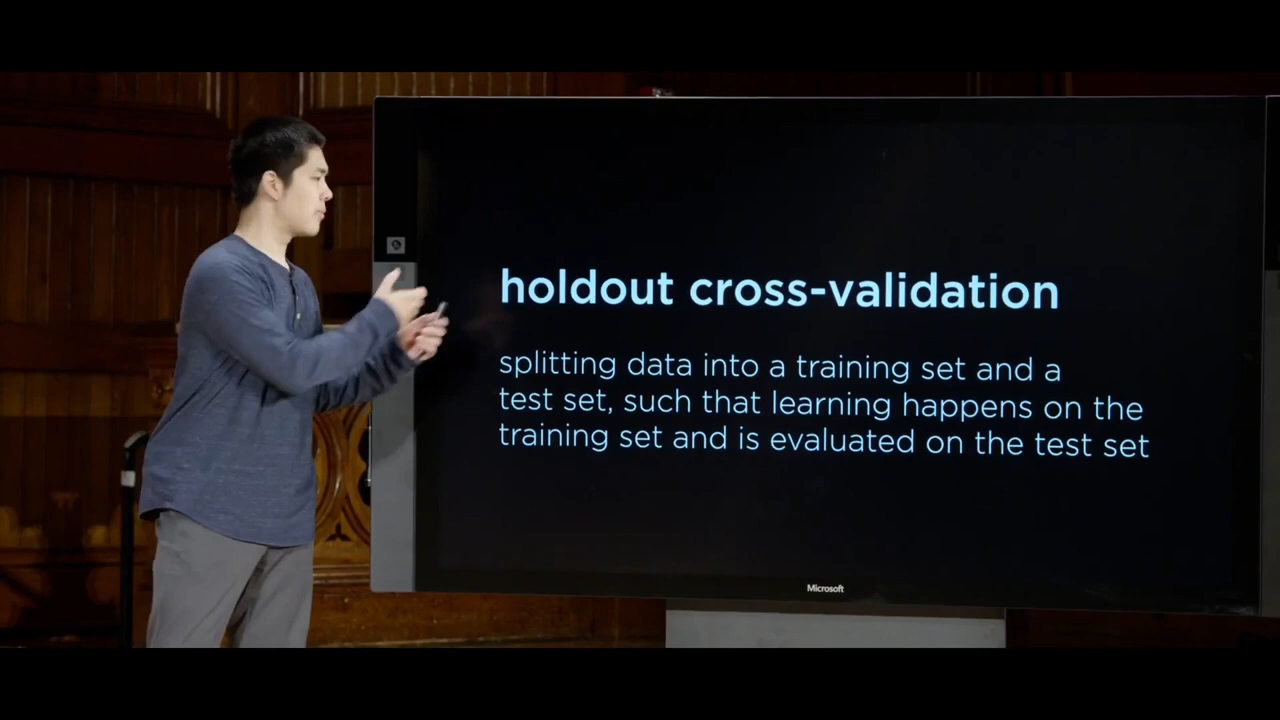 holdout cross-validation
splitting data into a training set and a
test set, such that learning happens on the
training set and is evaluated on the test set
Microsoft